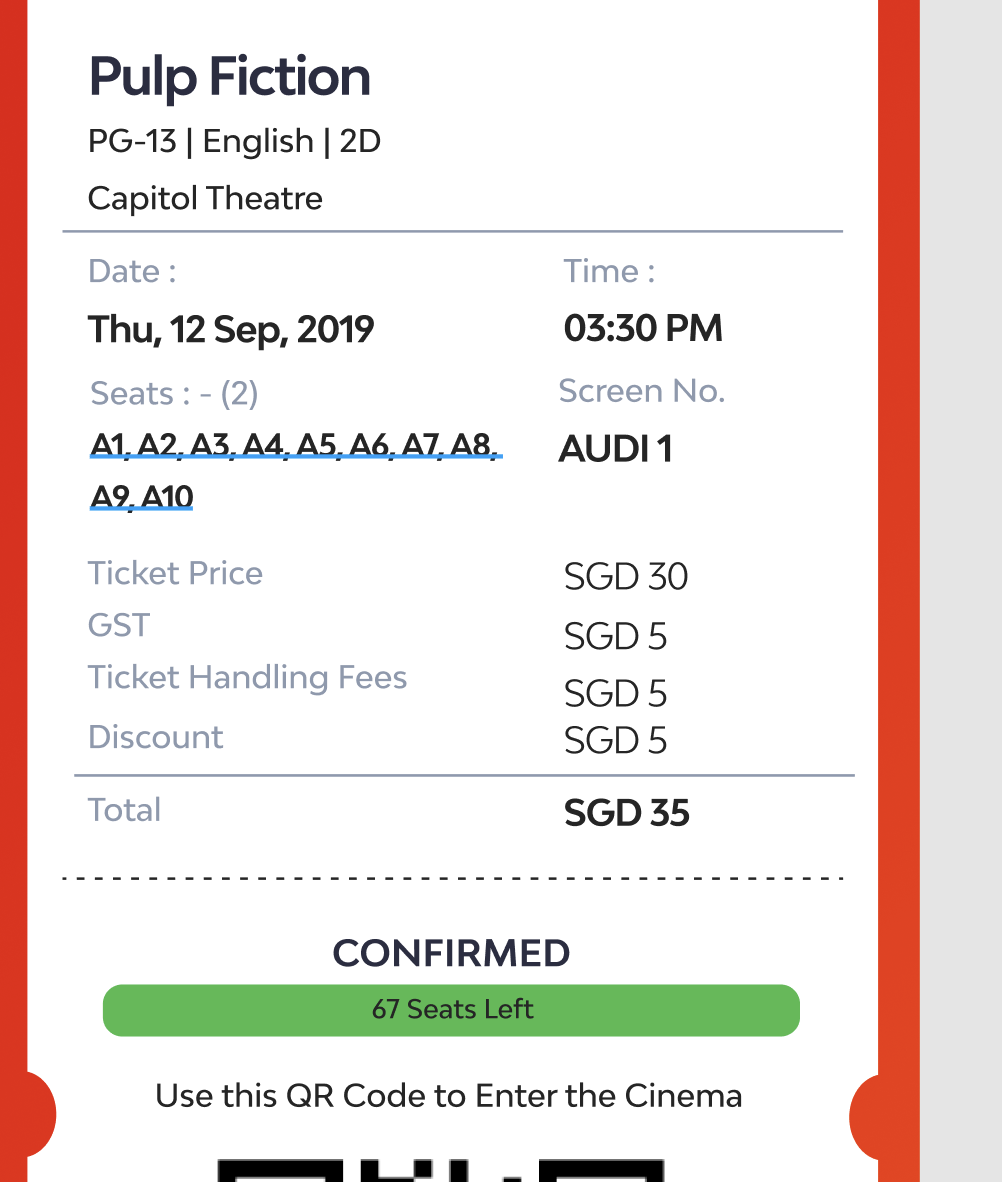 Pulp Fiction
PG-13 | English | 2D
Capitol Theatre
Date :
Time :
Thu, 12 Sep, 2019
03:30 PM
Seats : - (2)
Screen No.
A1, A2, A3, A4, A5, A6, A7, A8,
A9, A10
AUDI 1
Ticket Price
SGD 30
GST
SGD 5
Ticket Handling Fees
SGD 5
Discount
SGD 5
Total
SGD 35
CONFIRMED
67 Seats Left
Use this QR Code to Enter the Cinema